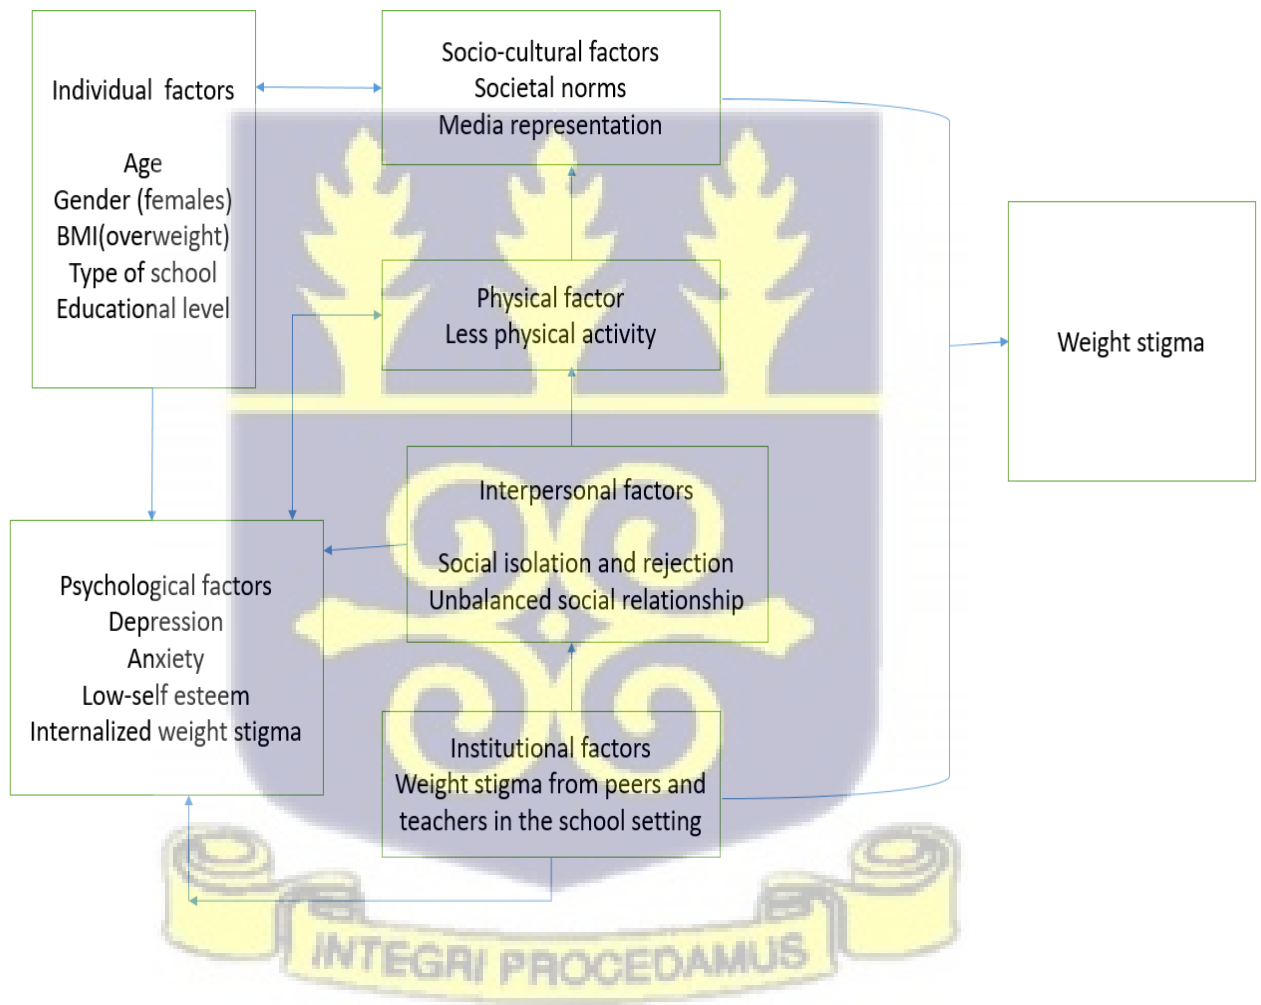 Individual factors
Age
Gender (females)
BMI(overweight)
Type of school
Educational level
Socio-cultural factors
Societal norms
Media representation
Physical factor
Less physical activity
Weight stigma
Interpersonal factors
Social isolation and rejection
Unbalanced social relationship
Psychological factors
Depression
Anxiety
Low-self esteem
Internalized weight stigma
Institutional factors
Weight stigma from peers and
teachers in the school setting
INTEGRI PROCEDAMUS